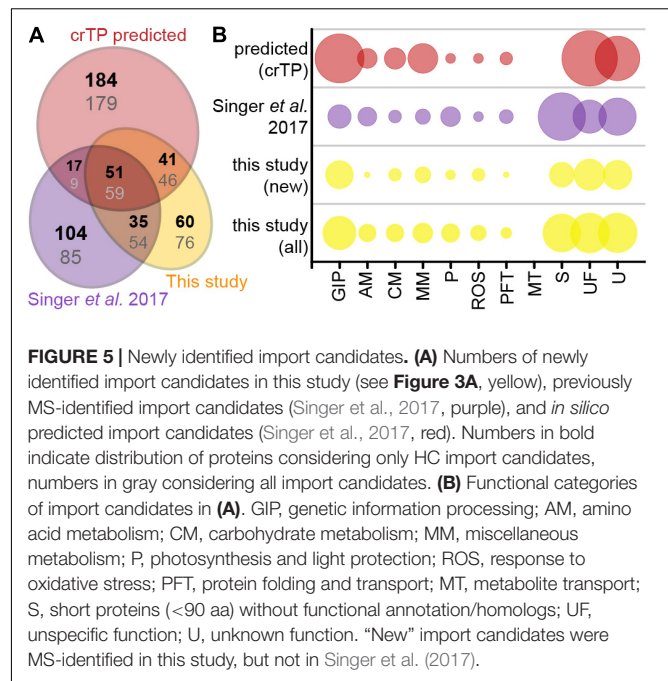 A
crTP predicted
184
179
17
9
51
59
41
46
104
85
35
54
60
76
This study
Singer et al. 2017
B
predicted
(crTP)
Singer et al.
2017
this study
(new)
this study
(all)
GIP
AM
CM
MM
P
ROS
PFT
MT
S
UF
U
FIGURE 5 | Newly identified import candidates. (A) Numbers of newly
identified import candidates in this study (see Figure 3A, yellow), previously
MS-identified import candidates (Singer et al., 2017, purple), and in silico
predicted import candidates (Singer et al., 2017, red). Numbers in bold
indicate distribution of proteins considering only HC import candidates,
numbers in gray considering all import candidates. (B) Functional categories
of import candidates in (A). GIP, genetic information processing; AM, amino
acid metabolism; CM, carbohydrate metabolism; MM, miscellaneous
metabolism; P, photosynthesis and light protection; ROS, response to
oxidative stress; PFT, protein folding and transport; MT, metabolite transport;
S, short proteins (<90 aa) without functional annotation/homologs; UF,
unspecific function; U, unknown function. “New” import candidates were
MS-identified in this study, but not in Singer et al. (2017).